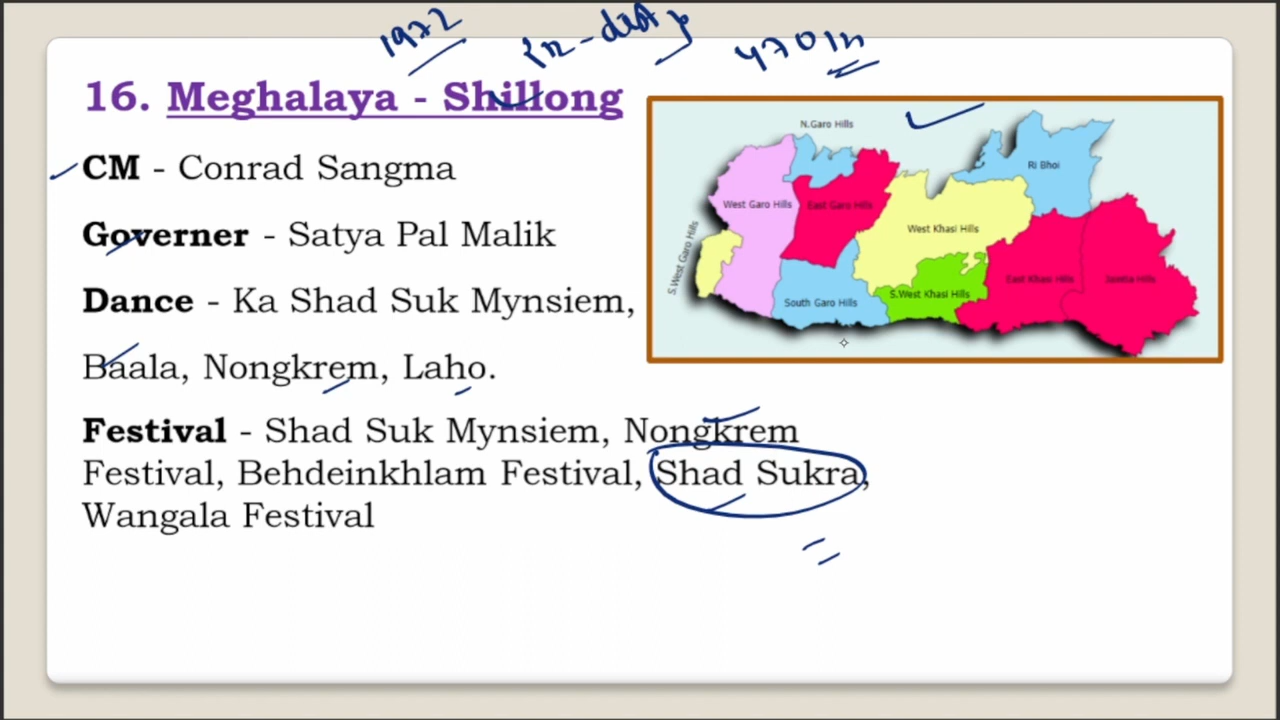 1972
16. Meghalaya - Shillong
CM - Conrad Sangma
Governer - Satya Pal Malik
Dance - Ka Shad Suk Mynsiem,
Baala, Nongkrem, Laho.
Festival - Shad Suk Mynsiem, Nongkrem
Festival, Behdeinkhlam Festival, Shad Sukra,
Wangala Festival
N.Garo Hills
Ri Bhoi
West Garo Hills
East Garo Hills
West Khasi Hills
S.West Garo Hills
East Khasi Hills
Jaintia Hills
S.West Khasi Hills
South Garo Hills